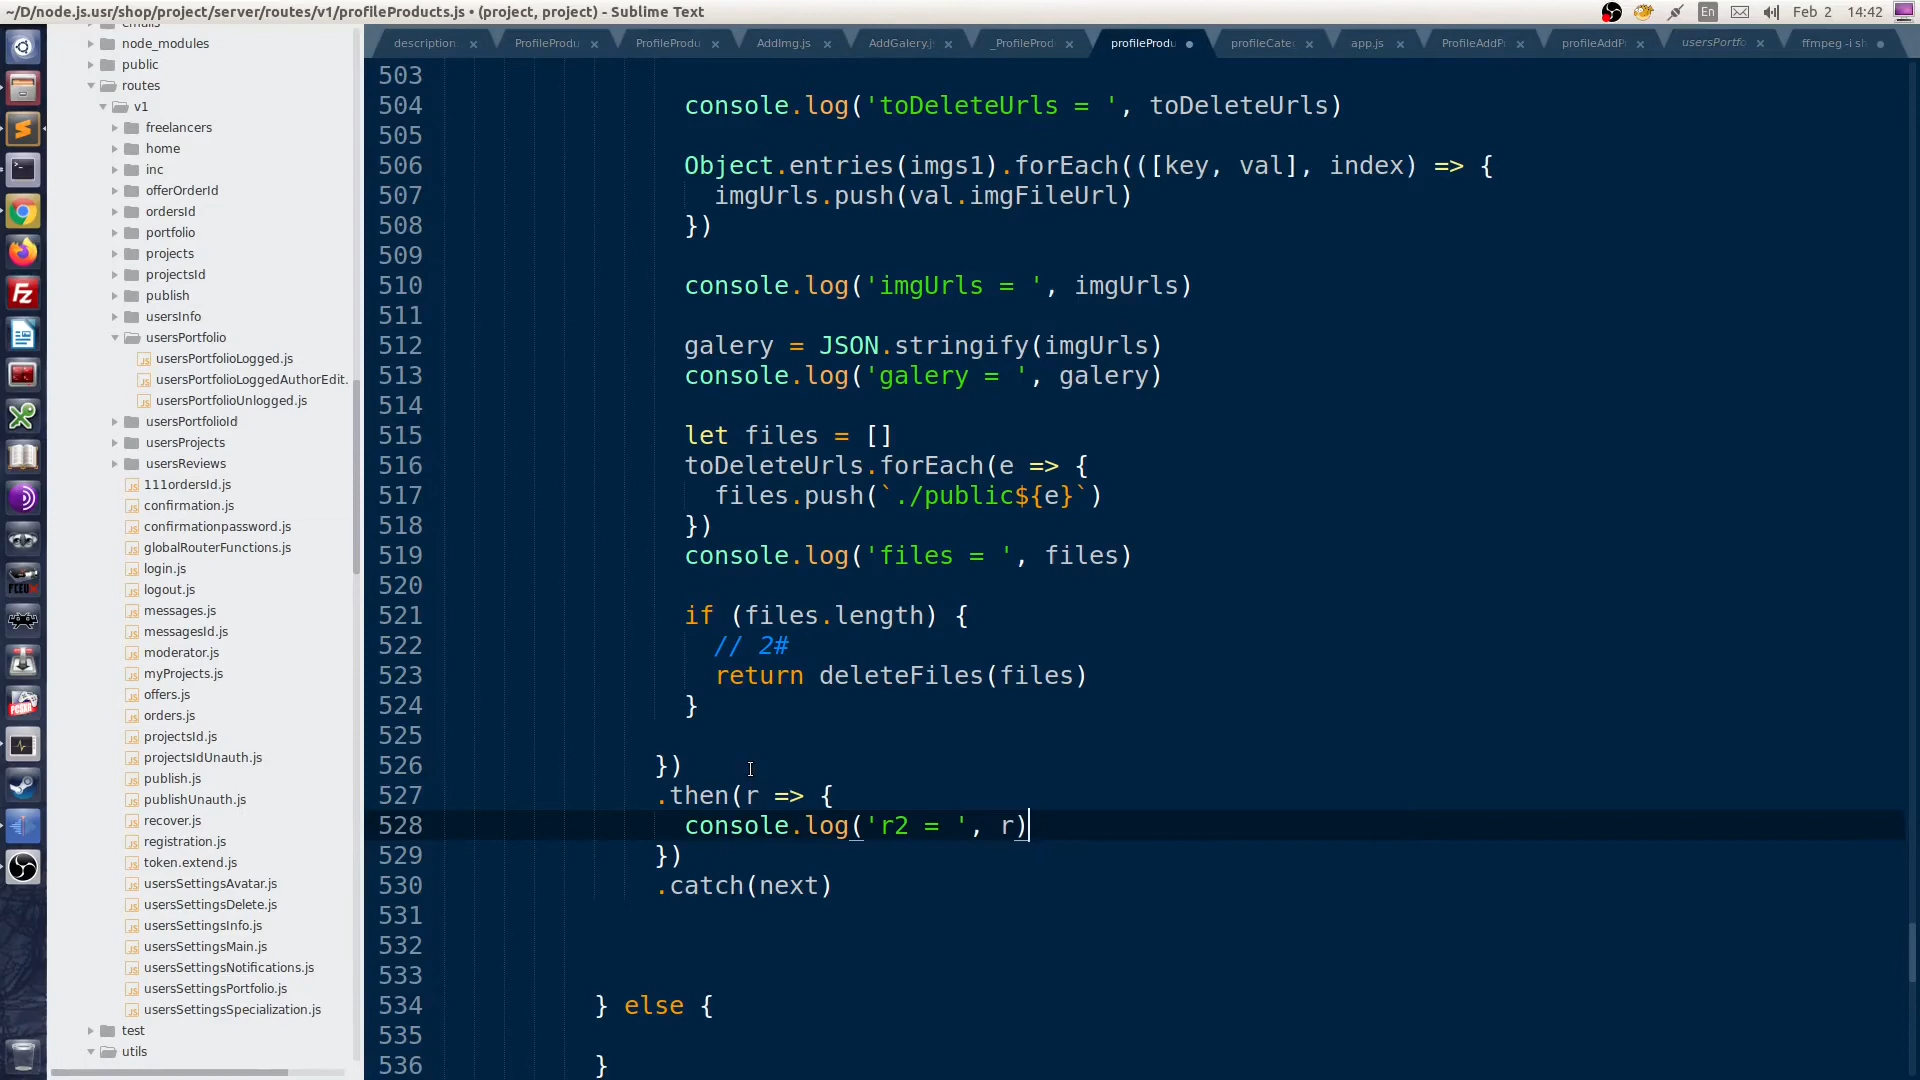 ~/D/node.js.usr/shop/project/server/routes/v1/profileProducts.js • (project, project) - Sublime Text
En
Feb 2
14:42
node_modules
public
routes
v1
freelancers
home
inc
offerOrderId
ordersId
portfolio
projects
projectsId
publish
usersInfo
usersPortfolio
usersPortfolioLogged.js
usersPortfolioLoggedAuthorEdit.
usersPortfolioUnlogged.js
usersPortfolioId
usersProjects
usersReviews
111ordersId.js
confirmation.js
confirmationpassword.js
globalRouterFunctions.js
login.js
logout.js
messages.js
messagesId.js
moderator.js
myProjects.js
offers.js
orders.js
projectsId.js
projectsIdUnauth.js
publish.js
publishUnauth.js
recover.js
registration.js
token.extend.js
usersSettingsAvatar.js
usersSettingsDelete.js
usersSettingsInfo.js
usersSettingsMain.js
usersSettingsNotifications.js
usersSettingsPortfolio.js
usersSettingsSpecialization.js
test
utils
description
ProfileProdu
ProfileProdu
AddImg.js
AddGalery.j
_ProfileProd
profileProdu
profileCate
app.js
ProfileAddP
profileAddP
usersPortfo
ffmpeg -i s
503
504 console.log('toDeleteUrls = ', toDeleteUrls)
505
506 Object.entries(imgs1).forEach(([key, val], index) => {
507 imgUrls.push(val.imgFileUrl)
508 })
509
510 console.log('imgUrls = ', imgUrls)
511
512 galery = JSON.stringify(imgUrls)
513 console.log('galery = ', galery)
514
515 let files = []
516 toDeleteUrls.forEach(e => {
517 files.push(`./public${e}`)
518 })
519 console.log('files = ', files)
520
521 if (files.length) {
522 // 2#
523 return deleteFiles(files)
524 }
525
526 })
527 .then(r => {
528 console.log('r2 = ', r)
529 })
530 .catch(next)
531
532
533
534 } else {
535
536 }